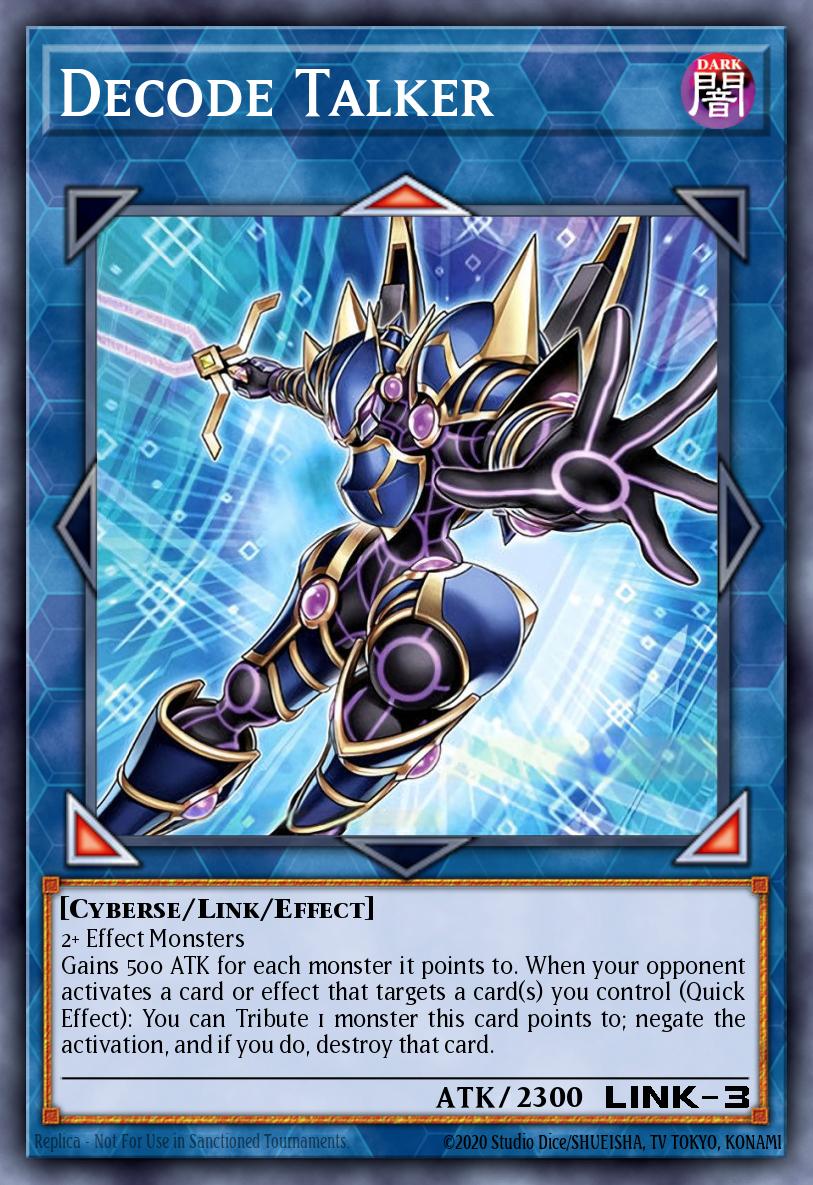 Decode Talker
DARK
闇
[Cyberse/Link/Effect]
2+ Effect Monsters
Gains 500 ATK for each monster it points to. When your opponent
activates a card or effect that targets a card(s) you control (Quick
Effect): You can Tribute 1 monster this card points to; negate the
activation, and if you do, destroy that card.
ATK/2300 LINK-3
Replica - Not For Use in Sanctioned Tournaments.
©2020 Studio Dice/SHUEISHA, TV TOKYO, KONAMI